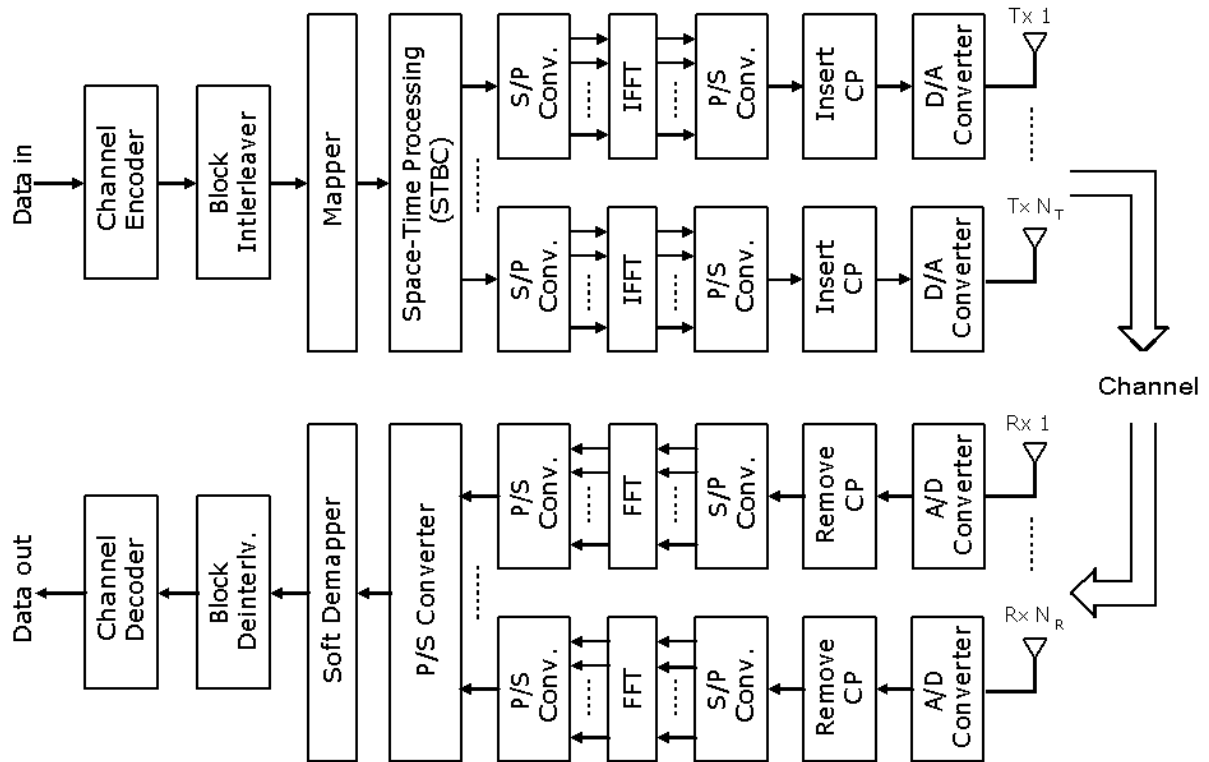 Data in
Channel
Encoder
Block
Intlerleaver
Mapper
Space-Time Processing
(STBC)
S/P
Conv.
IFFT
P/S
Conv.
Insert
CP
D/A
Converter
Tx 1
S/P
Conv.
IFFT
P/S
Conv.
Insert
CP
D/A
Converter
Tx N_T
Channel
Rx 1
A/D
Converter
Remove
CP
S/P
Conv.
FFT
P/S
Conv.
Rx N_R
A/D
Converter
Remove
CP
S/P
Conv.
FFT
P/S
Conv.
P/S Converter
Soft Demapper
Block
Deinterlv.
Channel
Decoder
Data out